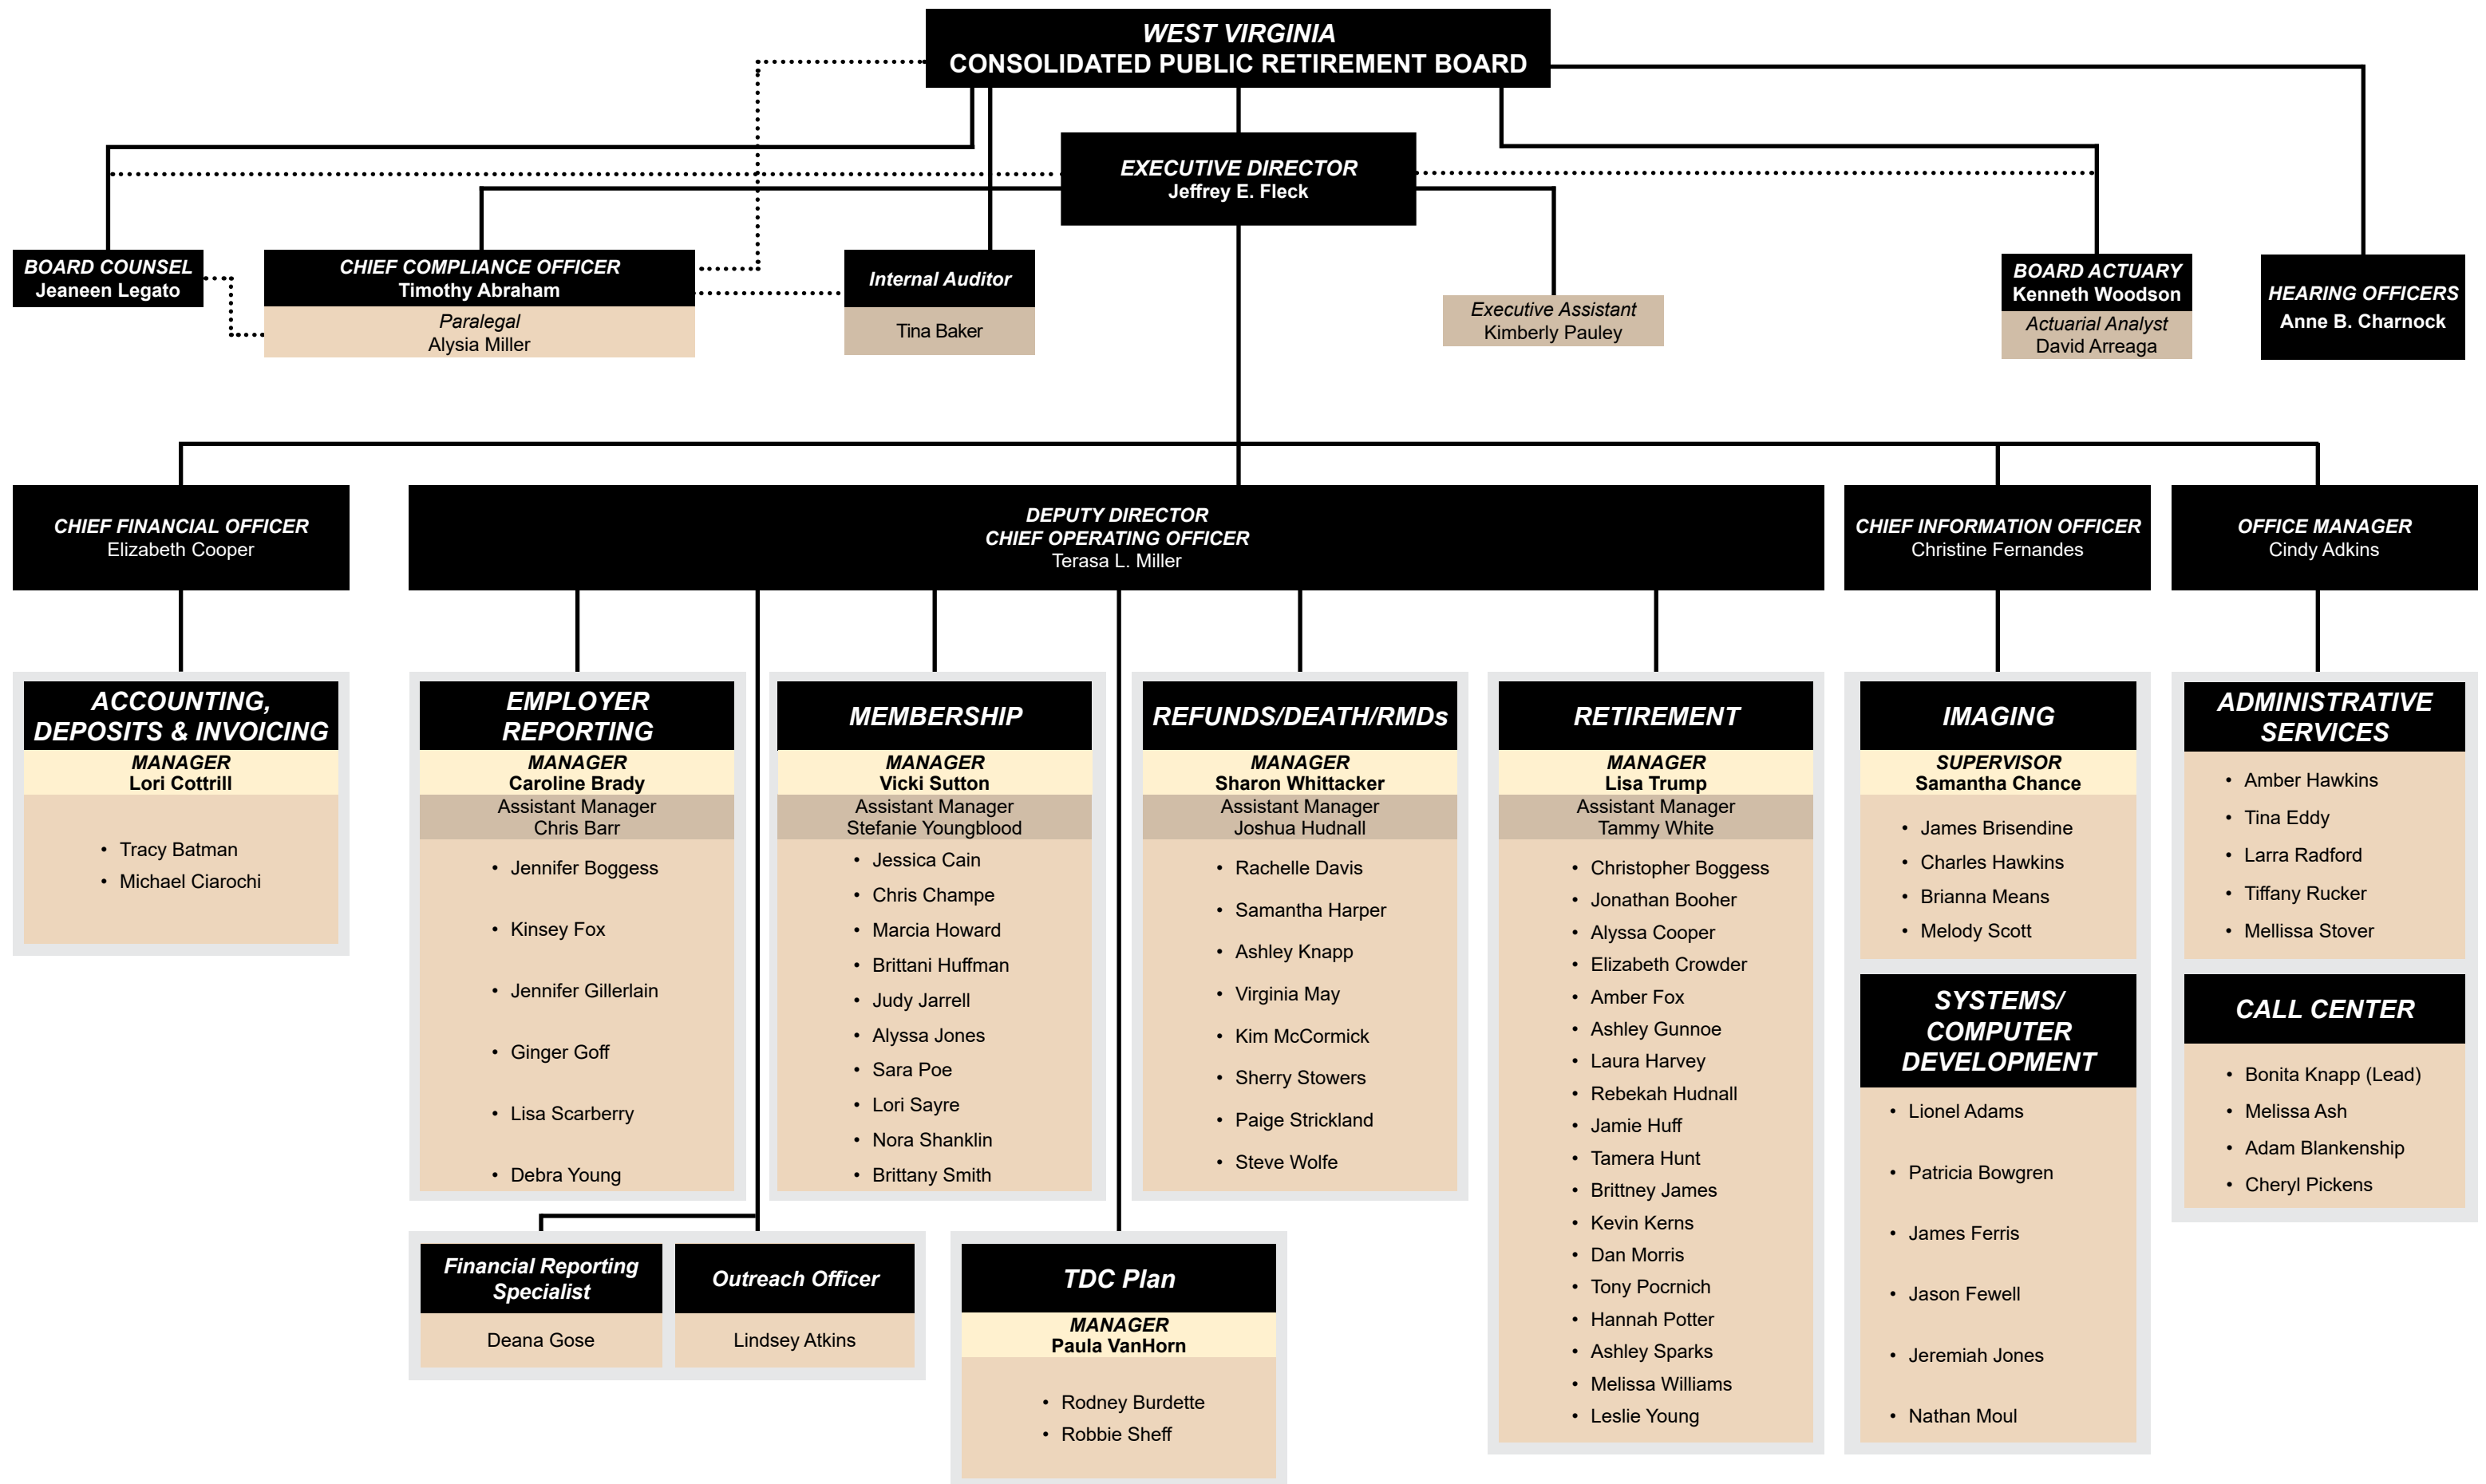 WEST VIRGINIA
CONSOLIDATED PUBLIC RETIREMENT BOARD
EXECUTIVE DIRECTOR
Jeffrey E. Fleck
BOARD COUNSEL
Jeaneen Legato
CHIEF COMPLIANCE OFFICER
Timothy Abraham
Paralegal
Alysia Miller
Internal Auditor
Tina Baker
Executive Assistant
Kimberly Pauley
BOARD ACTUARY
Kenneth Woodson
Actuarial Analyst
David Arreaga
HEARING OFFICERS
Anne B. Charnock
CHIEF FINANCIAL OFFICER
Elizabeth Cooper
DEPUTY DIRECTOR
CHIEF OPERATING OFFICER
Terasa L. Miller
CHIEF INFORMATION OFFICER
Christine Fernandes
OFFICE MANAGER
Cindy Adkins
ACCOUNTING,
DEPOSITS & INVOICING
MANAGER
Lori Cottrill
• Tracy Batman
• Michael Ciarochi
EMPLOYER
REPORTING
MANAGER
Caroline Brady
Assistant Manager
Chris Barr
• Jennifer Boggess
• Kinsey Fox
• Jennifer Gillerlain
• Ginger Goff
• Lisa Scarberry
• Debra Young
MEMBERSHIP
MANAGER
Vicki Sutton
Assistant Manager
Stefanie Youngblood
• Jessica Cain
• Chris Champe
• Marcia Howard
• Brittani Huffman
• Judy Jarrell
• Alyssa Jones
• Sara Poe
• Lori Sayre
• Nora Shanklin
• Brittany Smith
REFUNDS/DEATH/RMDs
MANAGER
Sharon Whittacker
Assistant Manager
Joshua Hudnall
• Rachelle Davis
• Samantha Harper
• Ashley Knapp
• Virginia May
• Kim McCormick
• Sherry Stowers
• Paige Strickland
• Steve Wolfe
RETIREMENT
MANAGER
Lisa Trump
Assistant Manager
Tammy White
• Christopher Boggess
• Jonathan Booher
• Alyssa Cooper
• Elizabeth Crowder
• Amber Fox
• Ashley Gunnoe
• Laura Harvey
• Rebekah Hudnall
• Jamie Huff
• Tamera Hunt
• Brittney James
• Kevin Kerns
• Dan Morris
• Tony Pocrnich
• Hannah Potter
• Ashley Sparks
• Melissa Williams
• Leslie Young
IMAGING
SUPERVISOR
Samantha Chance
• James Brisendine
• Charles Hawkins
• Brianna Means
• Melody Scott
SYSTEMS/
COMPUTER
DEVELOPMENT
• Lionel Adams
• Patricia Bowgren
• James Ferris
• Jason Fewell
• Jeremiah Jones
• Nathan Moul
ADMINISTRATIVE
SERVICES
• Amber Hawkins
• Tina Eddy
• Larra Radford
• Tiffany Rucker
• Mellissa Stover
CALL CENTER
• Bonita Knapp (Lead)
• Melissa Ash
• Adam Blankenship
• Cheryl Pickens
Financial Reporting
Specialist
Deana Gose
Outreach Officer
Lindsey Atkins
TDC Plan
MANAGER
Paula VanHorn
• Rodney Burdette
• Robbie Sheff